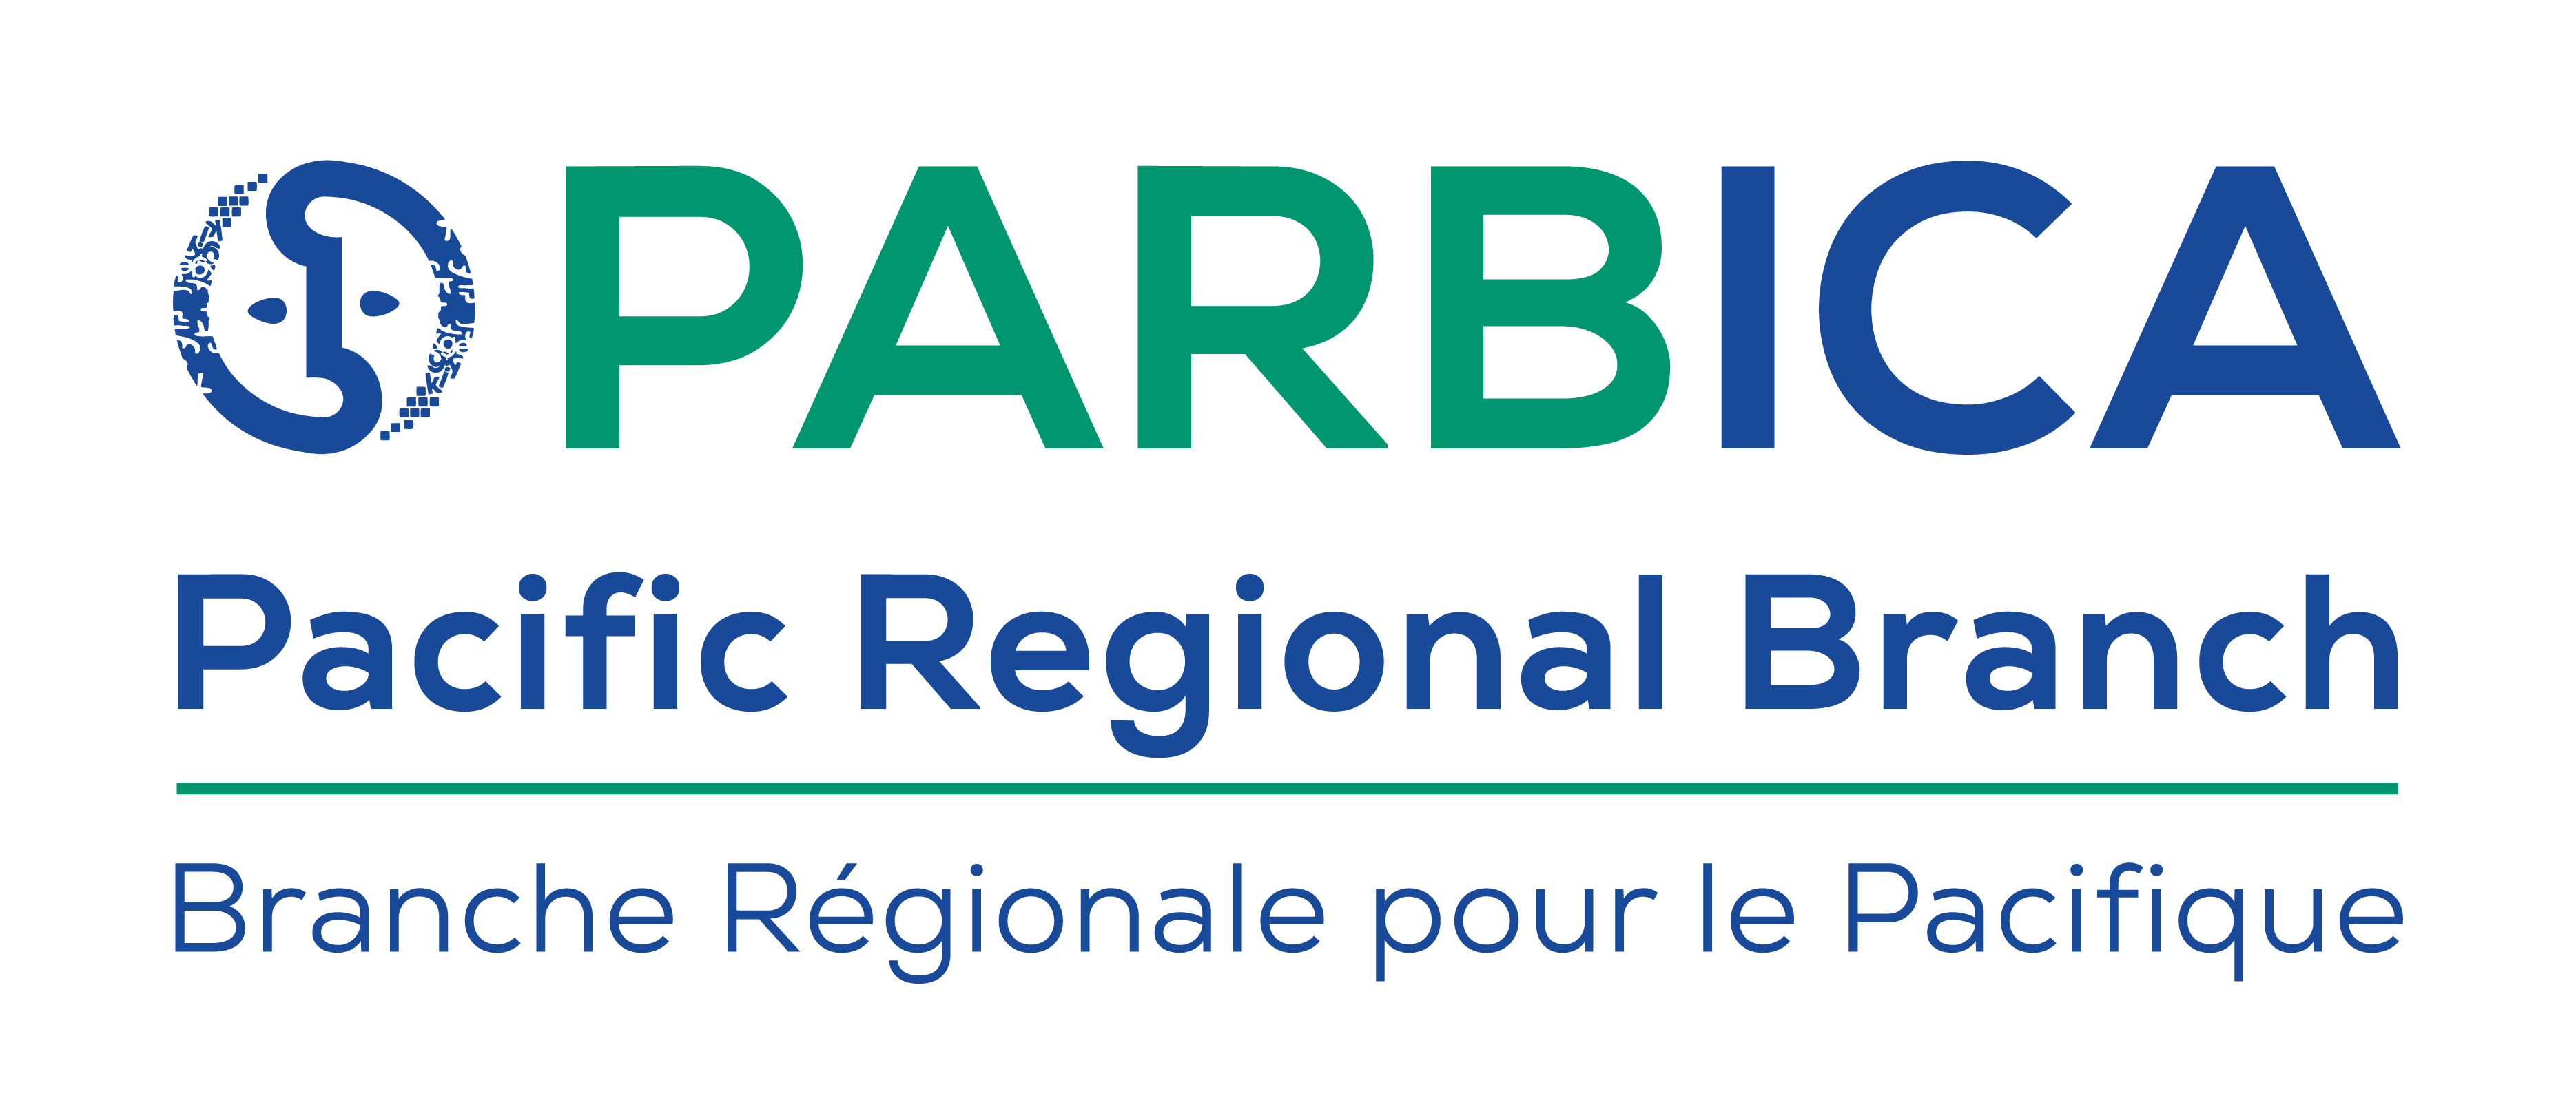 PARBICA
Pacific Regional Branch
Branche Régionale pour le Pacifique